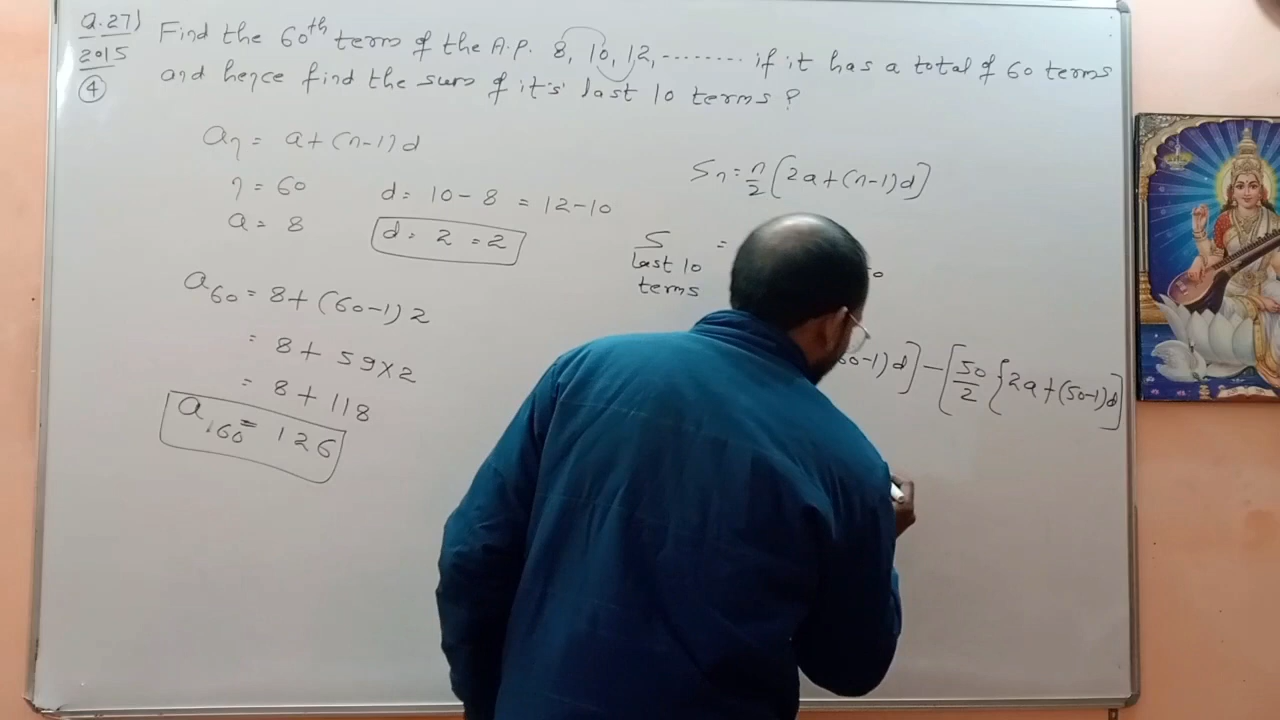 Q.27) Find the 60th term of the A.P. 8, 10, 12, ........ if it has a total of 60 terms
2015
④ and hence find the sum of it's last 10 terms ?
an = a+(n-1)d
n = 60
a = 8
d = 10-8 = 12-10
d = 2 = 2
a60 = 8+(60-1)2
= 8+59×2
= 8+118
a60 = 126
Sn = n/2 [2a+(n-1)d]
S last 10 terms =
0-1)d] - [50/2 {2a+(50-1)d]